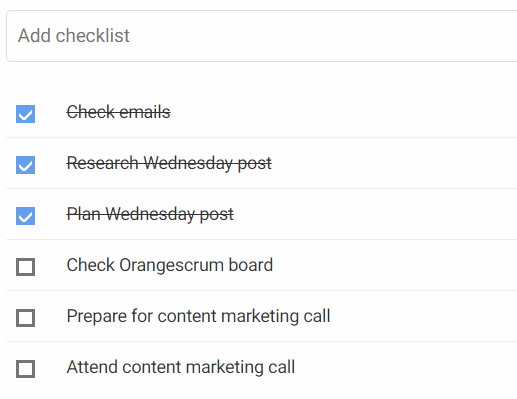 Add checklist
Check emails
Research Wednesday post
Plan Wednesday post
Check Orangescrum board
Prepare for content marketing call
Attend content marketing call